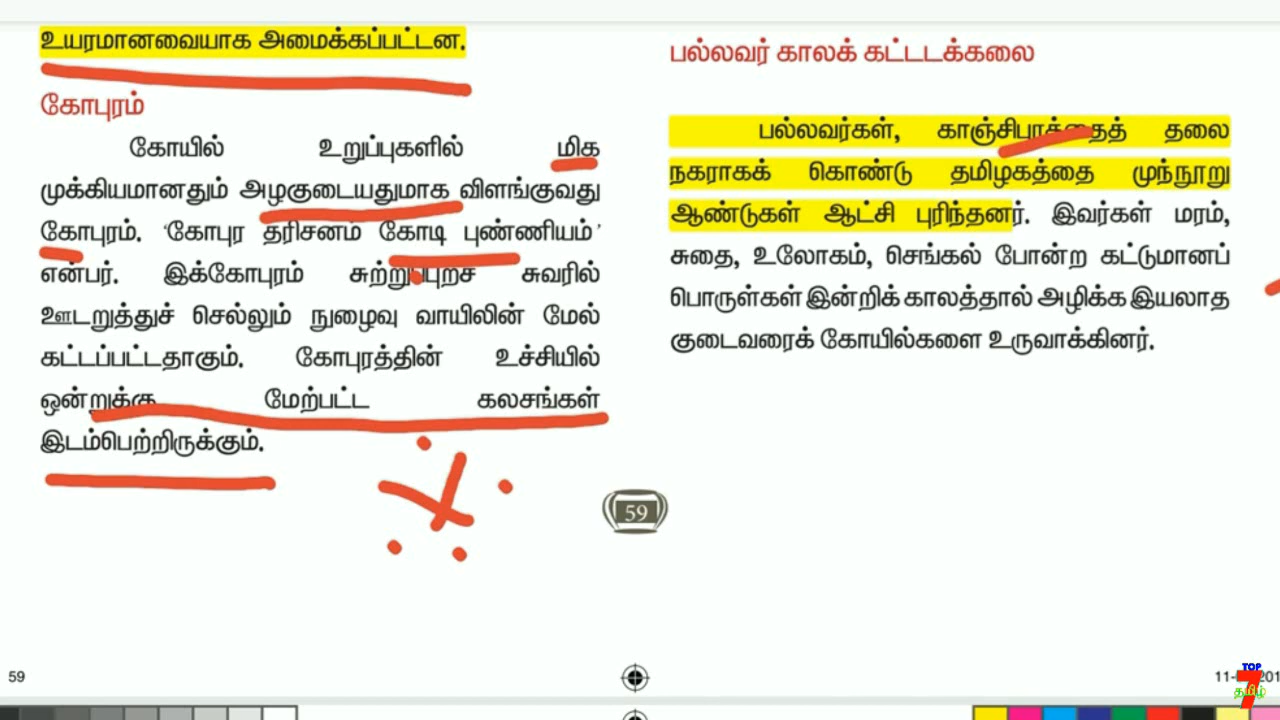 உயரமானவையாக அமைக்கப்பட்டன.
கோபுரம்
கோயில் உறுப்புகளில் மிக
முக்கியமானதும் அழகுடையதுமாக விளங்குவது
கோபுரம். ‘கோபுர தரிசனம் கோடி புண்ணியம்’
என்பர். இக்கோபுரம் சுற்றுப்புறச் சுவரில்
ஊடறுத்துச் செல்லும் நுழைவு வாயிலின் மேல்
கட்டப்பட்டதாகும். கோபுரத்தின் உச்சியில்
ஒன்றுக்கு மேற்பட்ட கலசங்கள்
இடம்பெற்றிருக்கும்.
பல்லவர் காலக் கட்டடக்கலை
பல்லவர்கள், காஞ்சிபுரத்தைத் தலை
நகராகக் கொண்டு தமிழகத்தை முந்நூறு
ஆண்டுகள் ஆட்சி புரிந்தனர். இவர்கள் மரம்,
சுதை, உலோகம், செங்கல் போன்ற கட்டுமானப்
பொருள்கள் இன்றிக் காலத்தால் அழிக்க இயலாத
குடைவரைக் கோயில்களை உருவாக்கினர்.
59
59
TOP
7
தமிழ்